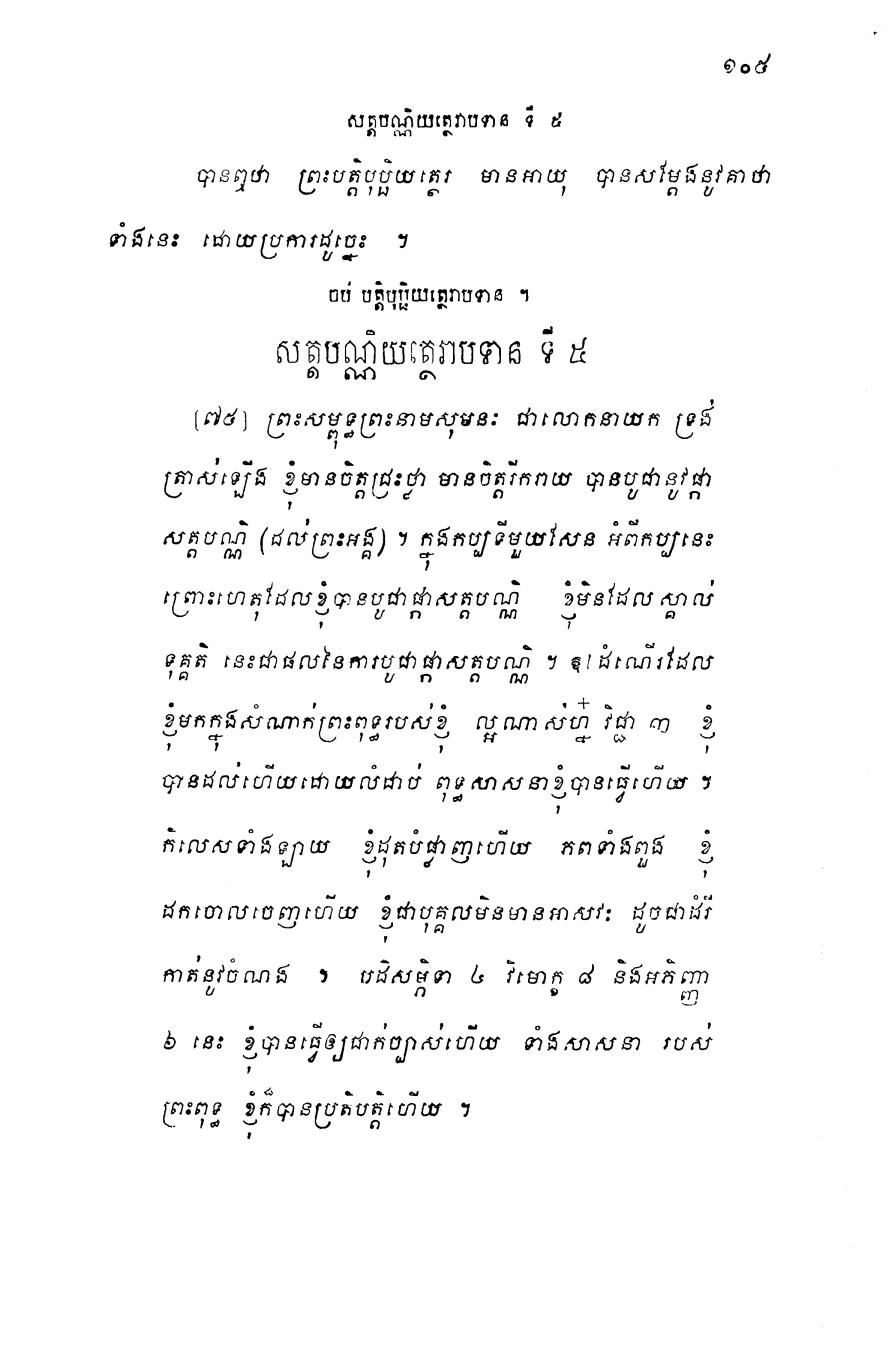 ១០៥
សត្តបណ្ណិយត្ថេរាបទាន ទី ៥
បានឮថា ព្រះបត្តិបុប្ផិយត្ថេរ មានអាយុ បានសម្តែងនូវគាថា
ទាំងនេះ ដោយប្រការដូច្នេះ ។
ចប់ បត្តិបុប្ផិយត្ថេរាបទាន ។
សត្តបណ្ណិយត្ថេរាបទាន ទី ៥
[៧៥] ព្រះសម្ពុទ្ធព្រះនាមសុមនៈ ជាលោកនាយក ទ្រង់
ត្រាស់ឡើង ខ្ញុំមានចិត្តជ្រះថ្លា មានចិត្តរីករាយ បានបូជានូវផ្កា
សត្តបណ្ណិ (ដល់ព្រះអង្គ) ។ ក្នុងកប្បទីមួយសែន អំពីកប្បនេះ
ព្រោះហេតុដែលខ្ញុំបានបូជាផ្កាសត្តបណ្ណិ ខ្ញុំមិនដែលស្គាល់
ទុគ្គតិ នេះជាផលនៃការបូជាផ្កាសត្តបណ្ណិ ។ ឱ! ដំណើរដែល
ខ្ញុំមកក្នុងសំណាក់ព្រះពុទ្ធរបស់ខ្ញុំ ល្អណាស់ហ្ន៎ វិជ្ជា ៣ ខ្ញុំ
បានដល់ហើយដោយលំដាប់ ពុទ្ធសាសនាខ្ញុំបានធ្វើហើយ ។
កិលេសទាំងឡាយ ខ្ញុំដុតបំផ្លាញហើយ ភពទាំងពួង ខ្ញុំ
ដកចោលចេញហើយ ខ្ញុំជាបុគ្គលមិនមានអាសវៈ ដូចជាដំរី
កាត់នូវចំណង ។ បដិសម្ភិទា ៤ វិមោក្ខ ៨ និងអភិញ្ញា
៦ នេះ ខ្ញុំបានធ្វើឲ្យជាក់ច្បាស់ហើយ ទាំងសាសនា របស់
ព្រះពុទ្ធ ខ្ញុំក៏បានប្រតិបត្តិហើយ ។